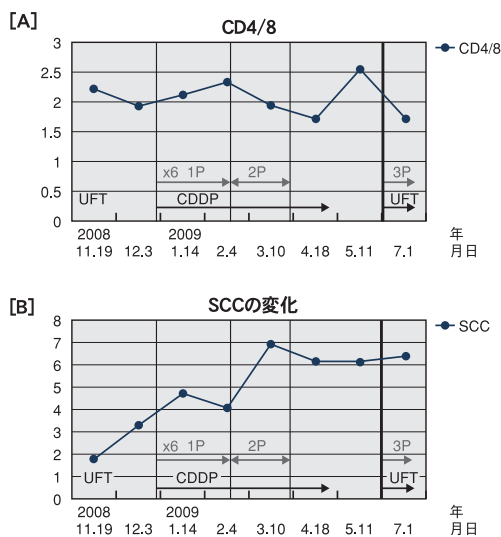 [A]
CD4/8
3
2.5
2
1.5
1
0.5
0
CD4/8
x6 1P 2P 3P
UFT CDDP UFT
2008 2009 年
11.19 12.3 1.14 2.4 3.10 4.18 5.11 7.1 月日
[B]
SCCの変化
8
7
6
5
4
3
2
1
0
SCC
x6 1P 2P 3P
UFT CDDP UFT
2008 2009 年
11.19 12.3 1.14 2.4 3.10 4.18 5.11 7.1 月日